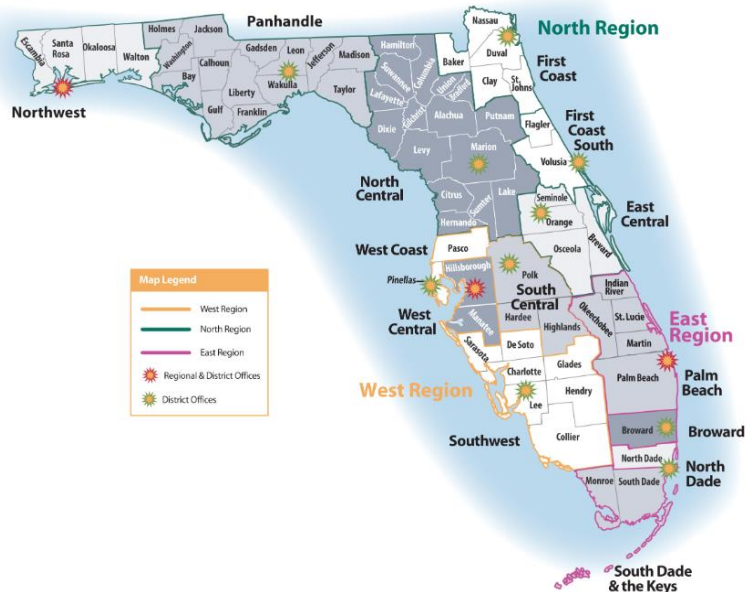 Panhandle
North Region
Northwest
Escambia
Santa
Rosa
Okaloosa
Walton
Holmes
Jackson
Washington
Bay
Calhoun
Gulf
Gadsden
Liberty
Franklin
Leon
Wakulla
Jefferson
Madison
Taylor
Hamilton
Suwannee
Columbia
Lafayette
Union
Bradford
Gilchrist
Dixie
Alachua
Levy
Putnam
Marion
Citrus
Sumter
Lake
Hernando
North
Central
Nassau
Duval
Baker
Clay
St.
Johns
First
Coast
Flagler
Volusia
First
Coast
South
Seminole
Orange
Osceola
Brevard
East
Central
West Coast
Pasco
Pinellas
Hillsborough
Manatee
West
Central
Polk
South
Central
Hardee
Highlands
Sarasota
De Soto
Charlotte
Glades
Lee
Hendry
Collier
West Region
Southwest
Indian
River
Okeechobee
St. Lucie
Martin
East
Region
Palm Beach
Palm
Beach
Broward
Broward
North Dade
North
Dade
Monroe
South Dade
South Dade
& the Keys
Map Legend
West Region
North Region
East Region
Regional & District Offices
District Offices